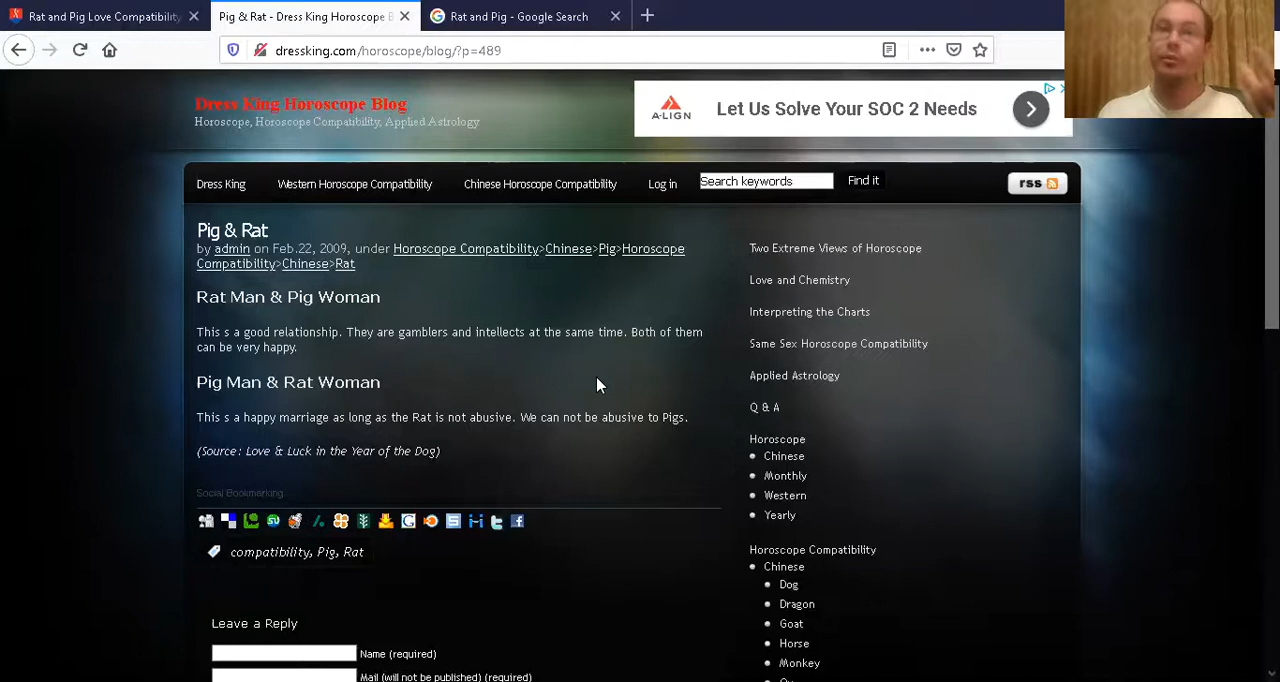 Rat and Pig Love Compatibility
Pig & Rat - Dress King Horoscope B
Rat and Pig - Google Search
dressking.com/horoscope/blog/?p=489
Dress King Horoscope Blog
Horoscope, Horoscope Compatibility, Applied Astrology
A-LIGN
Let Us Solve Your SOC 2 Needs
Dress King
Western Horoscope Compatibility
Chinese Horoscope Compatibility
Log in
Search keywords
Find it
rss
Pig & Rat
by admin on Feb.22, 2009, under Horoscope Compatibility>Chinese>Pig>Horoscope
Compatibility>Chinese>Rat
Rat Man & Pig Woman
This s a good relationship. They are gamblers and intellects at the same time. Both of them
can be very happy.
Pig Man & Rat Woman
This s a happy marriage as long as the Rat is not abusive. We can not be abusive to Pigs.
(Source: Love & Luck in the Year of the Dog)
Social Bookmarking
compatibility, Pig, Rat
Leave a Reply
Name (required)
Mail (will not be published) (required)
Two Extreme Views of Horoscope
Love and Chemistry
Interpreting the Charts
Same Sex Horoscope Compatibility
Applied Astrology
Q & A
Horoscope
Chinese
Monthly
Western
Yearly
Horoscope Compatibility
Chinese
Dog
Dragon
Goat
Horse
Monkey